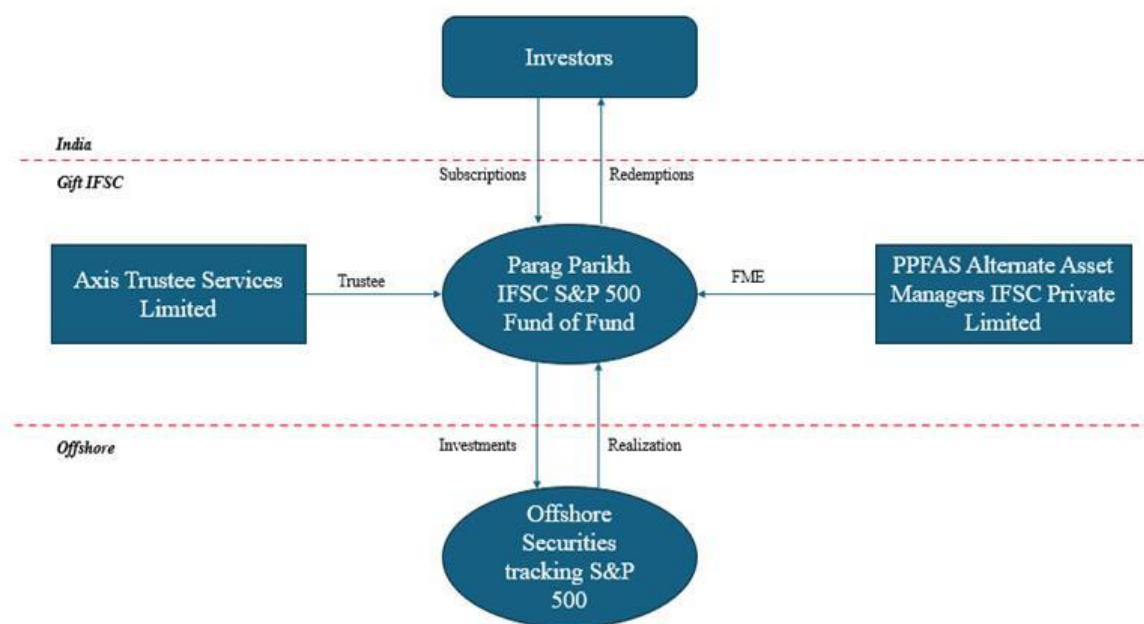 Investors
India
Gift IFSC
Subscriptions
Redemptions
Axis Trustee Services
Limited
Trustee
Parag Parikh
IFSC S&P 500
Fund of Fund
FME
PPFAS Alternate Asset
Managers IFSC Private
Limited
Offshore
Investments
Realization
Offshore
Securities
tracking S&P
500